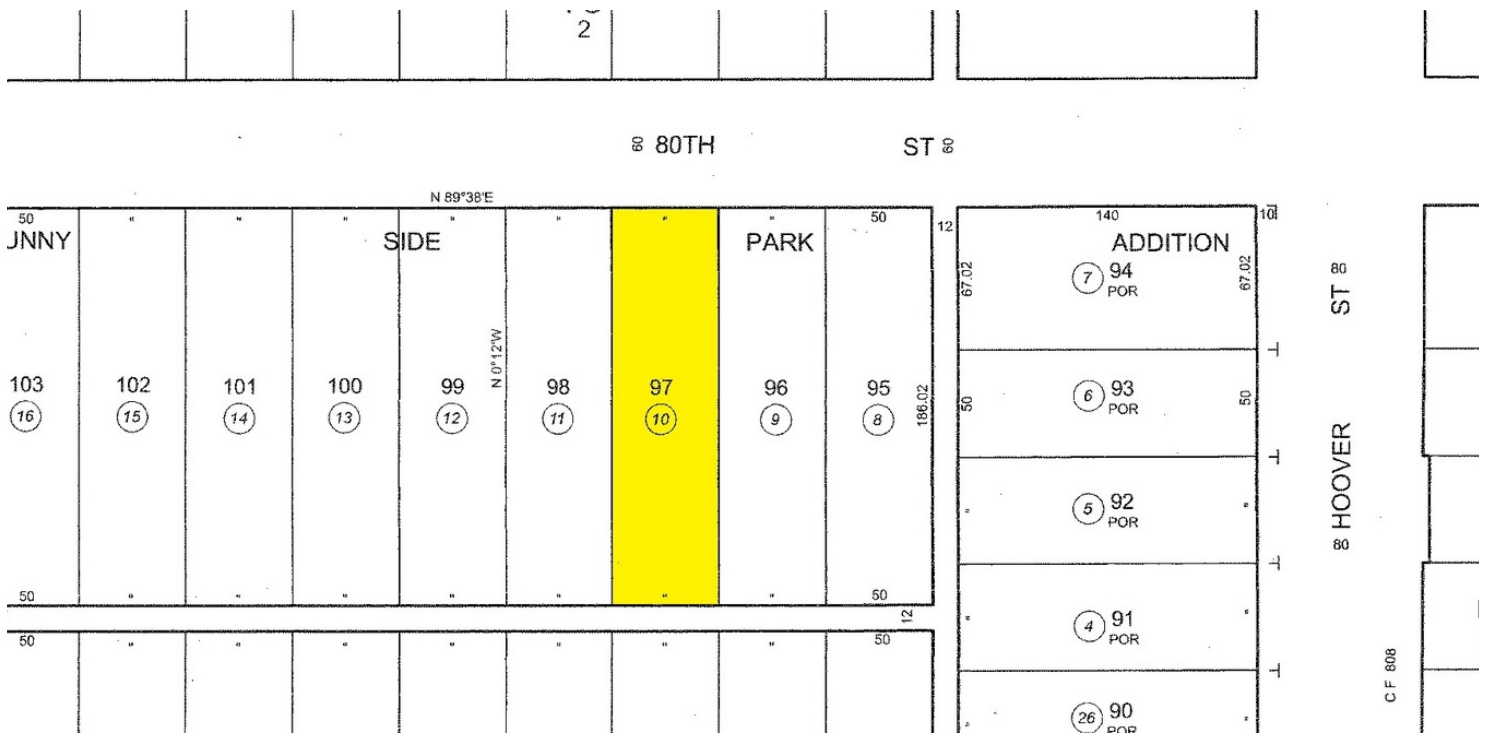 2
60 80TH ST 60
N 89°38'E
50 " " " " " " " 50
12
140
10
UNNY SIDE PARK ADDITION
67.02
67.02
7 94
POR
ST 80
N 0°12'W
103 102 101 100 99 98 97 96 95
16 15 14 13 12 11 10 9 8
186.02
50
6 93
POR
50
80 HOOVER
"
5 92
POR
"
50 " " " " " " " 50
12
"
4 91
POR
"
50 " " " " " " " 50
C F 808
"
26 90
POR
"